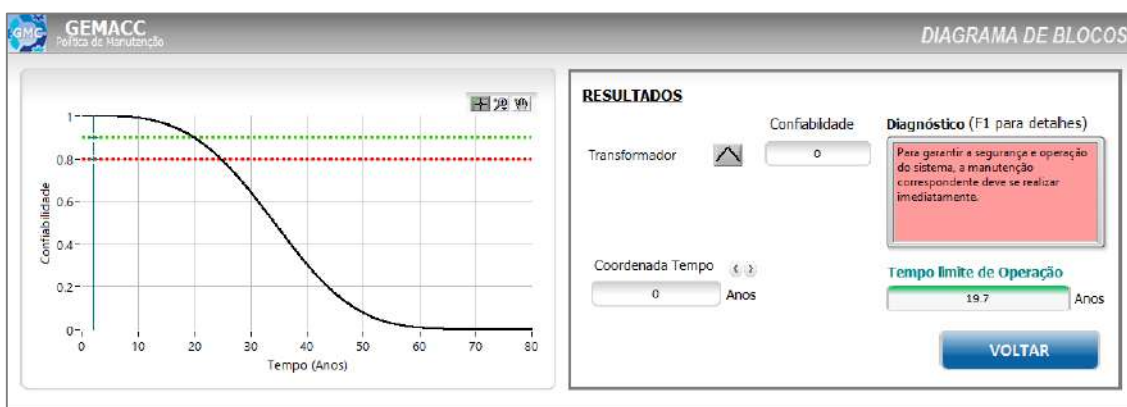 GMC
GEMACC
Política de Manutenção
DIAGRAMA DE BLOCOS
1
0.8
0.6
0.4
0.2
0
Confiabilidade
0 10 20 30 40 50 60 70 80
Tempo (Anos)
RESULTADOS
Confiabilidade
Diagnóstico (F1 para detalhes)
Transformador
0
Para garantir a segurança e operação
do sistema, a manutenção
correspondente deve se realizar
imediatamente.
Coordenada Tempo
0 Anos
Tempo limite de Operação
19.7 Anos
VOLTAR